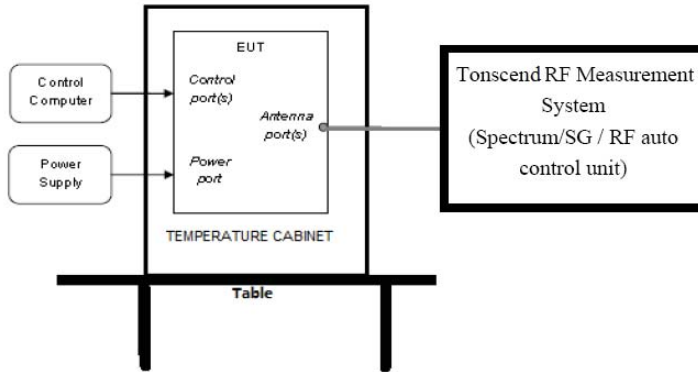 EUT
Control
Computer
Control
port(s)
Antenna
port(s)
Power
Supply
Power
port
TEMPERATURE CABINET
Table
Tonscend RF Measurement
System
(Spectrum/SG / RF auto
control unit)